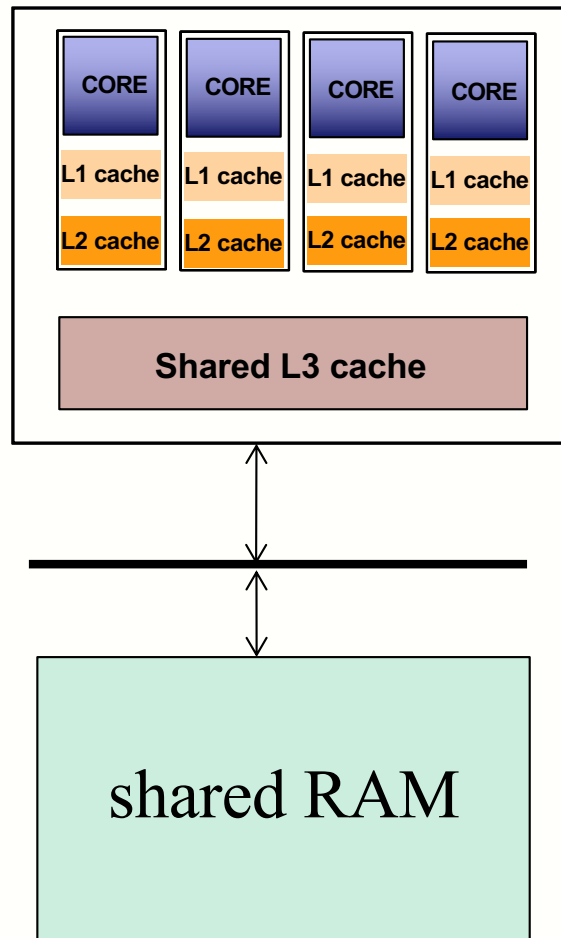 CORE CORE CORE CORE
L1 cache L1 cache L1 cache L1 cache
L2 cache L2 cache L2 cache L2 cache
Shared L3 cache
shared RAM